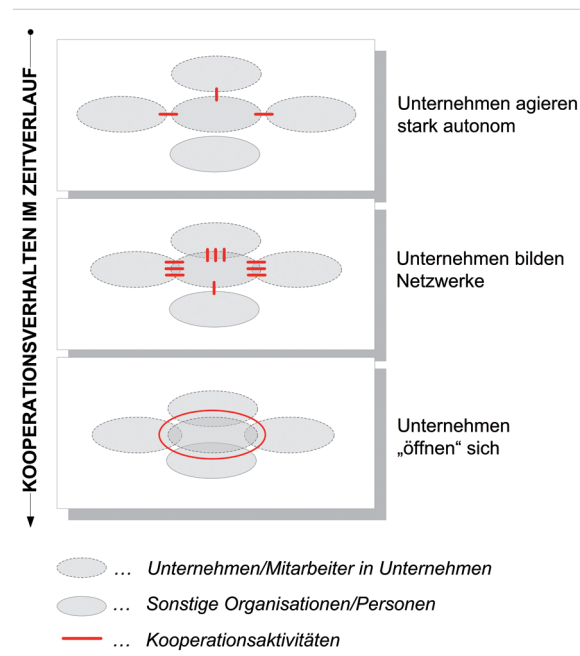 KOOPERATIONSVERHALTEN IM ZEITVERLAUF
Unternehmen agieren
stark autonom
Unternehmen bilden
Netzwerke
Unternehmen
„öffnen“ sich
... Unternehmen/Mitarbeiter in Unternehmen
... Sonstige Organisationen/Personen
... Kooperationsaktivitäten